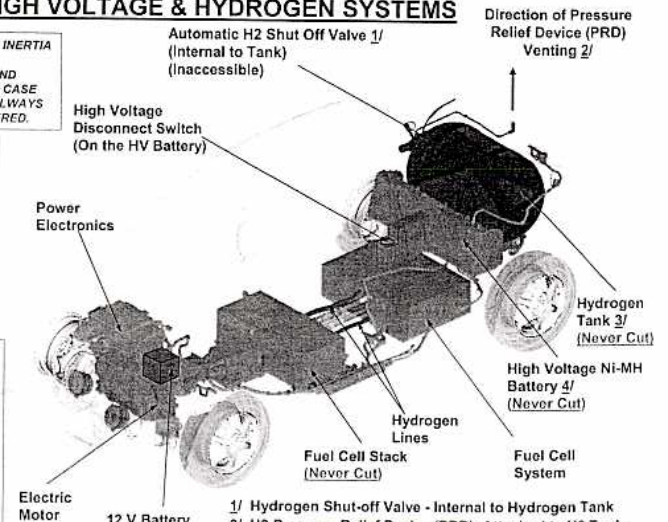 HIGH VOLTAGE & HYDROGEN SYSTEMS
INERTIA
ND
CASE
LWAYS
RED.
Automatic H2 Shut Off Valve 1/
(Internal to Tank)
(Inaccessible)
Direction of Pressure
Relief Device (PRD)
Venting 2/
High Voltage
Disconnect Switch
(On the HV Battery)
Power
Electronics
Hydrogen
Tank 3/
(Never Cut)
High Voltage Ni-MH
Battery 4/
(Never Cut)
Hydrogen
Lines
Fuel Cell Stack
(Never Cut)
Fuel Cell
System
Electric
Motor
12 V Battery
1/ Hydrogen Shut-off Valve - Internal to Hydrogen Tank